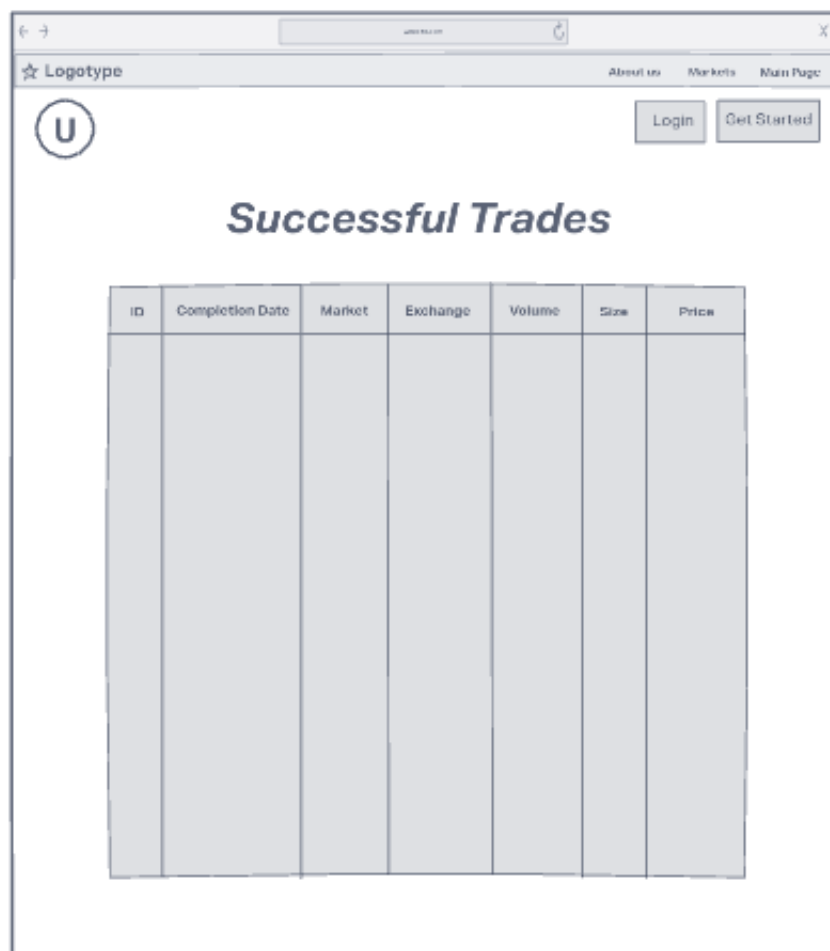 Logotype About us Markets Main Page
U Login Get Started
Successful Trades
ID Completion Date Market Exchange Volume Size Price